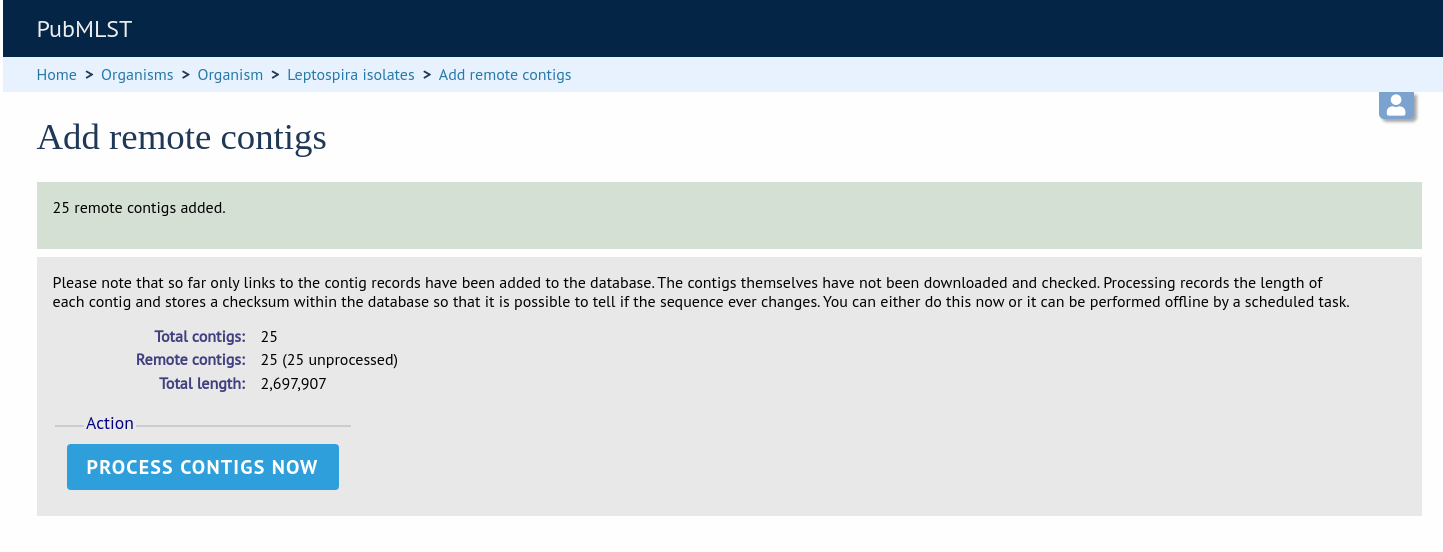 PubMLST
Home > Organisms > Organism > Leptospira isolates > Add remote contigs
Add remote contigs
25 remote contigs added.
Please note that so far only links to the contig records have been added to the database. The contigs themselves have not been downloaded and checked. Processing records the length of
each contig and stores a checksum within the database so that it is possible to tell if the sequence ever changes. You can either do this now or it can be performed offline by a scheduled task.
Total contigs: 25
Remote contigs: 25 (25 unprocessed)
Total length: 2,697,907
Action
PROCESS CONTIGS NOW